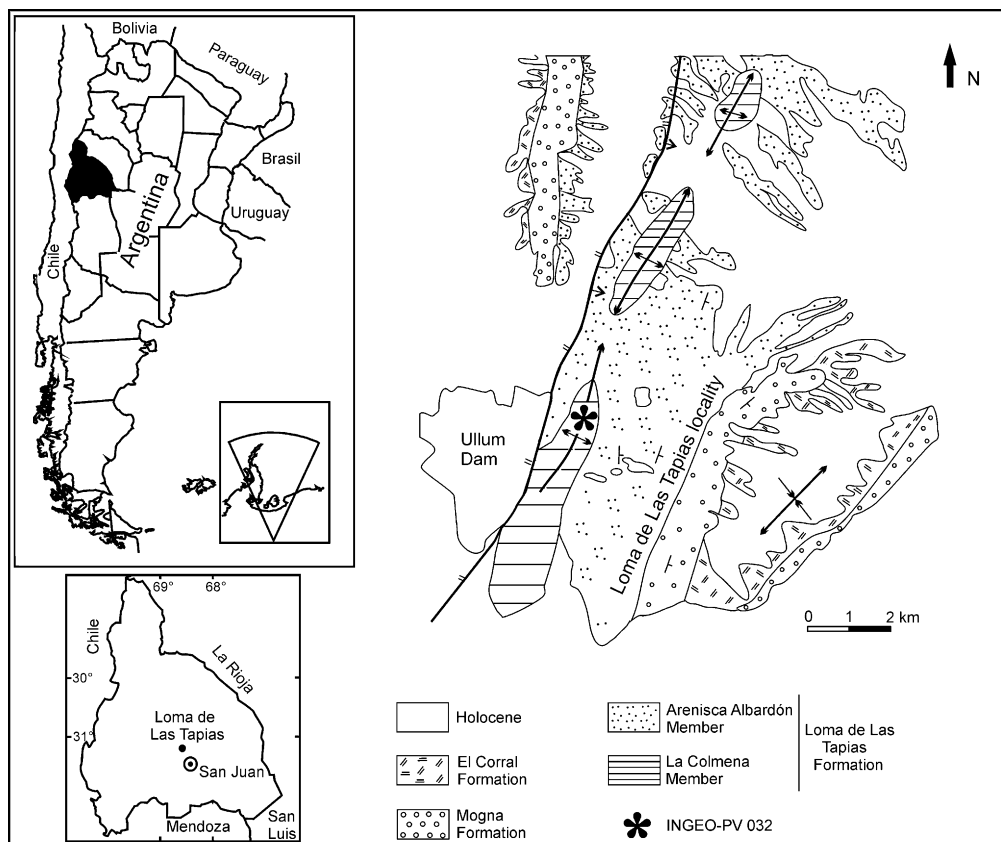 Bolivia
Paraguay
Brasil
Uruguay
Argentina
Chile
N
Ullum
Dam
Loma de Las Tapias locality
0 1 2 km
69° 68°
Chile
La Rioja
30°
31°
Loma de
Las Tapias
San Juan
Mendoza
San
Luis
Holocene
El Corral
Formation
Mogna
Formation
Arenisca Albardón
Member
La Colmena
Member
INGEO-PV 032
Loma de Las
Tapias
Formation